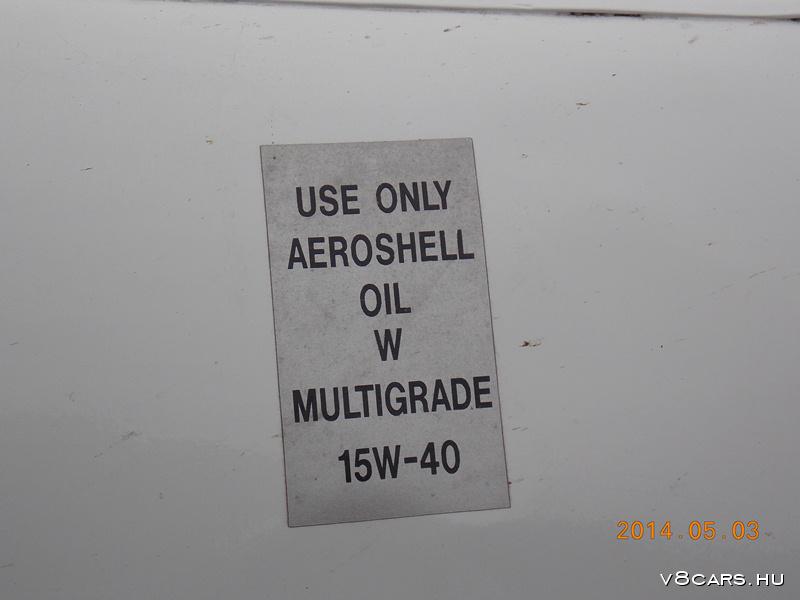 USE ONLY
AEROSHELL
OIL
W
MULTIGRADE
15W-40
2014.05.03
V8CARS.HU